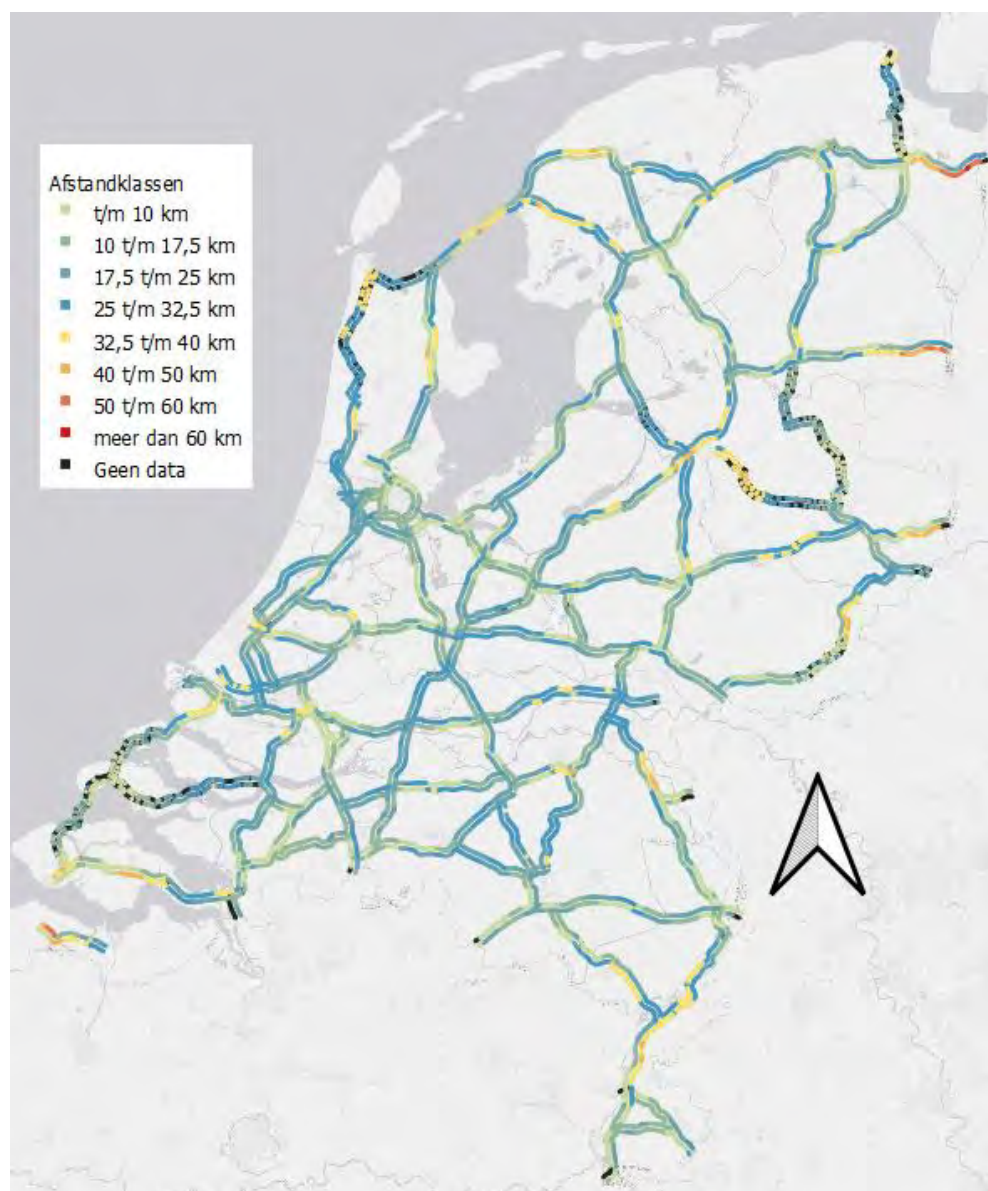 Afstandklassen
t/m 10 km
10 t/m 17,5 km
17,5 t/m 25 km
25 t/m 32,5 km
32,5 t/m 40 km
40 t/m 50 km
50 t/m 60 km
meer dan 60 km
Geen data